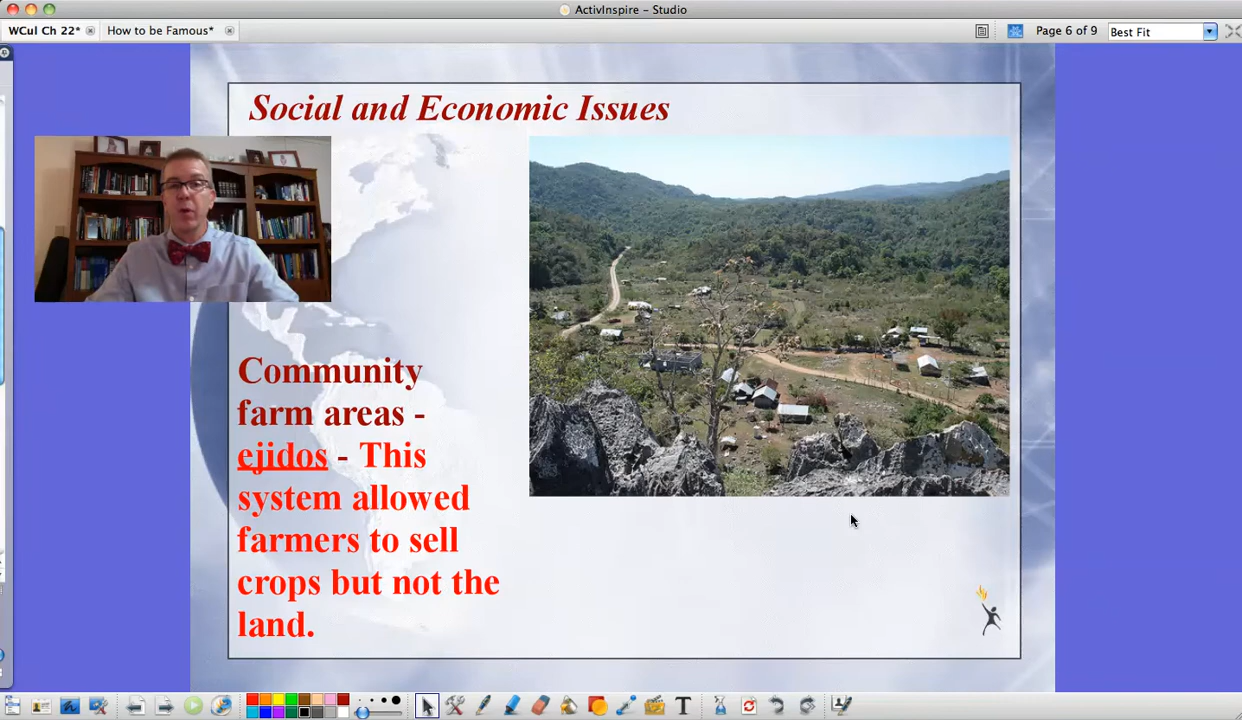 ActivInspire – Studio
WCul Ch 22*
How to be Famous*
Page 6 of 9
Best Fit
Social and Economic Issues
Community
farm areas -
ejidos - This
system allowed
farmers to sell
crops but not the
land.
T